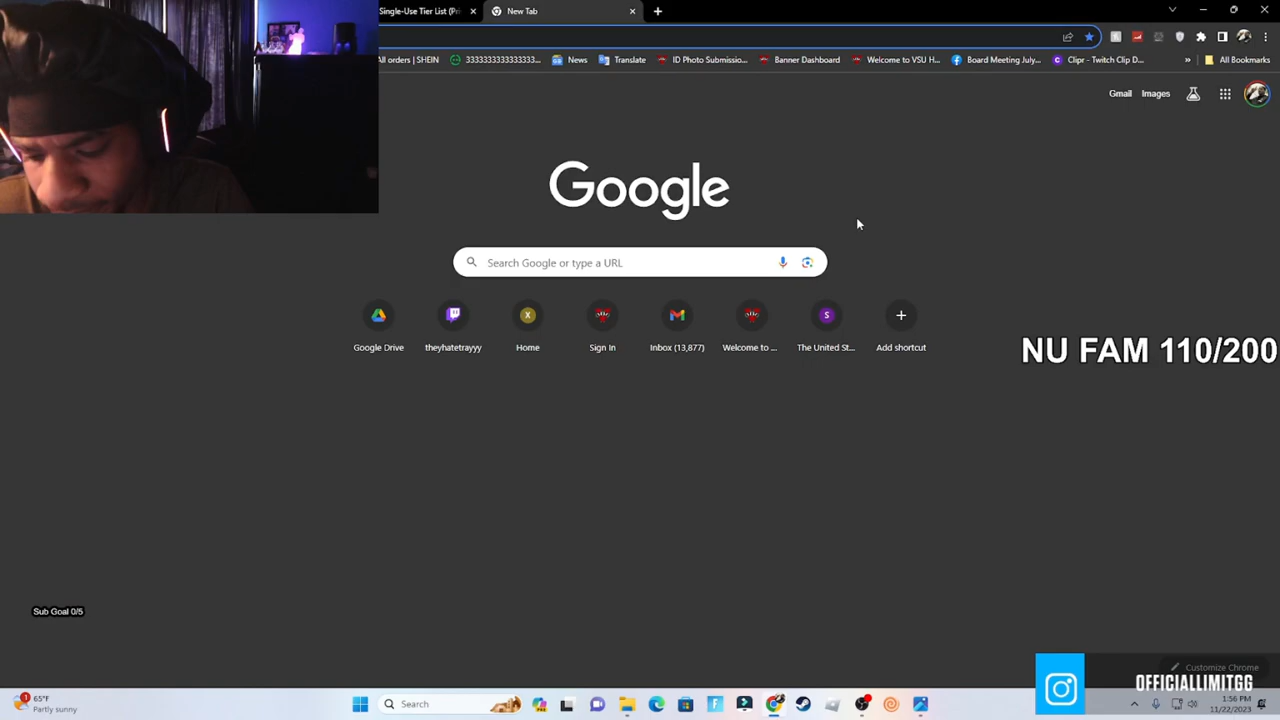 Single-Use Tier List (Pri
New Tab
All orders | SHEIN
3333333333333333...
News
Translate
ID Photo Submissio...
Banner Dashboard
Welcome to VSU H...
Board Meeting July...
Clipr - Twitch Clip D...
»
All Bookmarks
Gmail
Images
Google
Search Google or type a URL
Google Drive
theyhatetrayyy
X
Home
Sign In
Inbox (13,877)
Welcome to ...
S
The United St...
Add shortcut
NU FAM 110/200
Sub Goal 0/5
Customize Chrome
OFFICIALLIMITGG
1
65°F
Partly sunny
Search
1:56 PM
11/22/2023